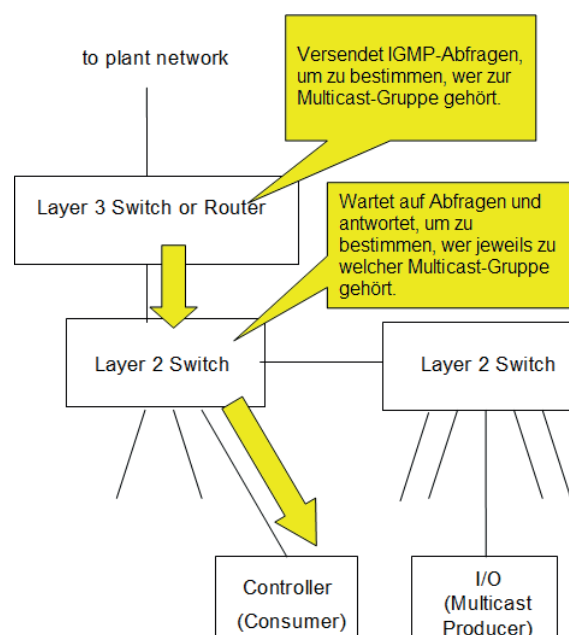 to plant network
Versendet IGMP-Abfragen,
um zu bestimmen, wer zur
Multicast-Gruppe gehört.
Layer 3 Switch or Router
Wartet auf Abfragen und
antwortet, um zu
bestimmen, wer jeweils zu
welcher Multicast-Gruppe
gehört.
Layer 2 Switch
Layer 2 Switch
Controller
(Consumer)
I/O
(Multicast
Producer)